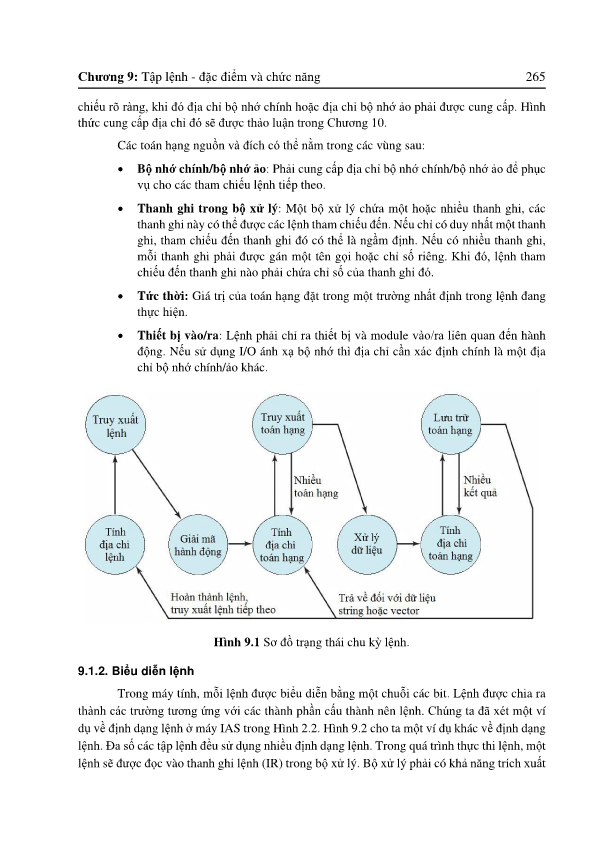 Chương 9: Tập lệnh - đặc điểm và chức năng 265
chiếu rõ ràng, khi đó địa chỉ bộ nhớ chính hoặc địa chỉ bộ nhớ ảo phải được cung cấp. Hình
thức cung cấp địa chỉ đó sẽ được thảo luận trong Chương 10.
Các toán hạng nguồn và đích có thể nằm trong các vùng sau:
• Bộ nhớ chính/bộ nhớ ảo: Phải cung cấp địa chỉ bộ nhớ chính/bộ nhớ ảo để phục
vụ cho các tham chiếu lệnh tiếp theo.
• Thanh ghi trong bộ xử lý: Một bộ xử lý chứa một hoặc nhiều thanh ghi, các
thanh ghi này có thể được các lệnh tham chiếu đến. Nếu chỉ có duy nhất một thanh
ghi, tham chiếu đến thanh ghi đó có thể là ngầm định. Nếu có nhiều thanh ghi,
mỗi thanh ghi phải được gán một tên gọi hoặc chỉ số riêng. Khi đó, lệnh tham
chiếu đến thanh ghi nào phải chứa chỉ số của thanh ghi đó.
• Tức thời: Giá trị của toán hạng đặt trong một trường nhất định trong lệnh đang
thực hiện.
• Thiết bị vào/ra: Lệnh phải chỉ ra thiết bị và module vào/ra liên quan đến hành
động. Nếu sử dụng I/O ánh xạ bộ nhớ thì địa chỉ cần xác định chính là một địa
chỉ bộ nhớ chính/ảo khác.
Truy xuất
lệnh
Truy xuất
toán hạng
Lưu trữ
toán hạng
Nhiều
toán hạng
Nhiều
kết quả
Tính
địa chỉ
lệnh
Giải mã
hành động
Tính
địa chỉ
toán hạng
Xử lý
dữ liệu
Tính
địa chỉ
toán hạng
Hoàn thành lệnh,
truy xuất lệnh tiếp theo
Trả về đối với dữ liệu
string hoặc vector
Hình 9.1 Sơ đồ trạng thái chu kỳ lệnh.
9.1.2. Biểu diễn lệnh
Trong máy tính, mỗi lệnh được biểu diễn bằng một chuỗi các bit. Lệnh được chia ra
thành các trường tương ứng với các thành phần cấu thành nên lệnh. Chúng ta đã xét một ví
dụ về định dạng lệnh ở máy IAS trong Hình 2.2. Hình 9.2 cho ta một ví dụ khác về định dạng
lệnh. Đa số các tập lệnh đều sử dụng nhiều định dạng lệnh. Trong quá trình thực thi lệnh, một
lệnh sẽ được đọc vào thanh ghi lệnh (IR) trong bộ xử lý. Bộ xử lý phải có khả năng trích xuất